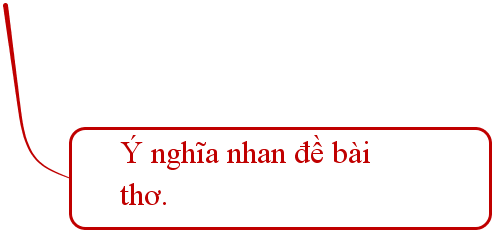 Ý nghĩa nhan đề bài
thơ.